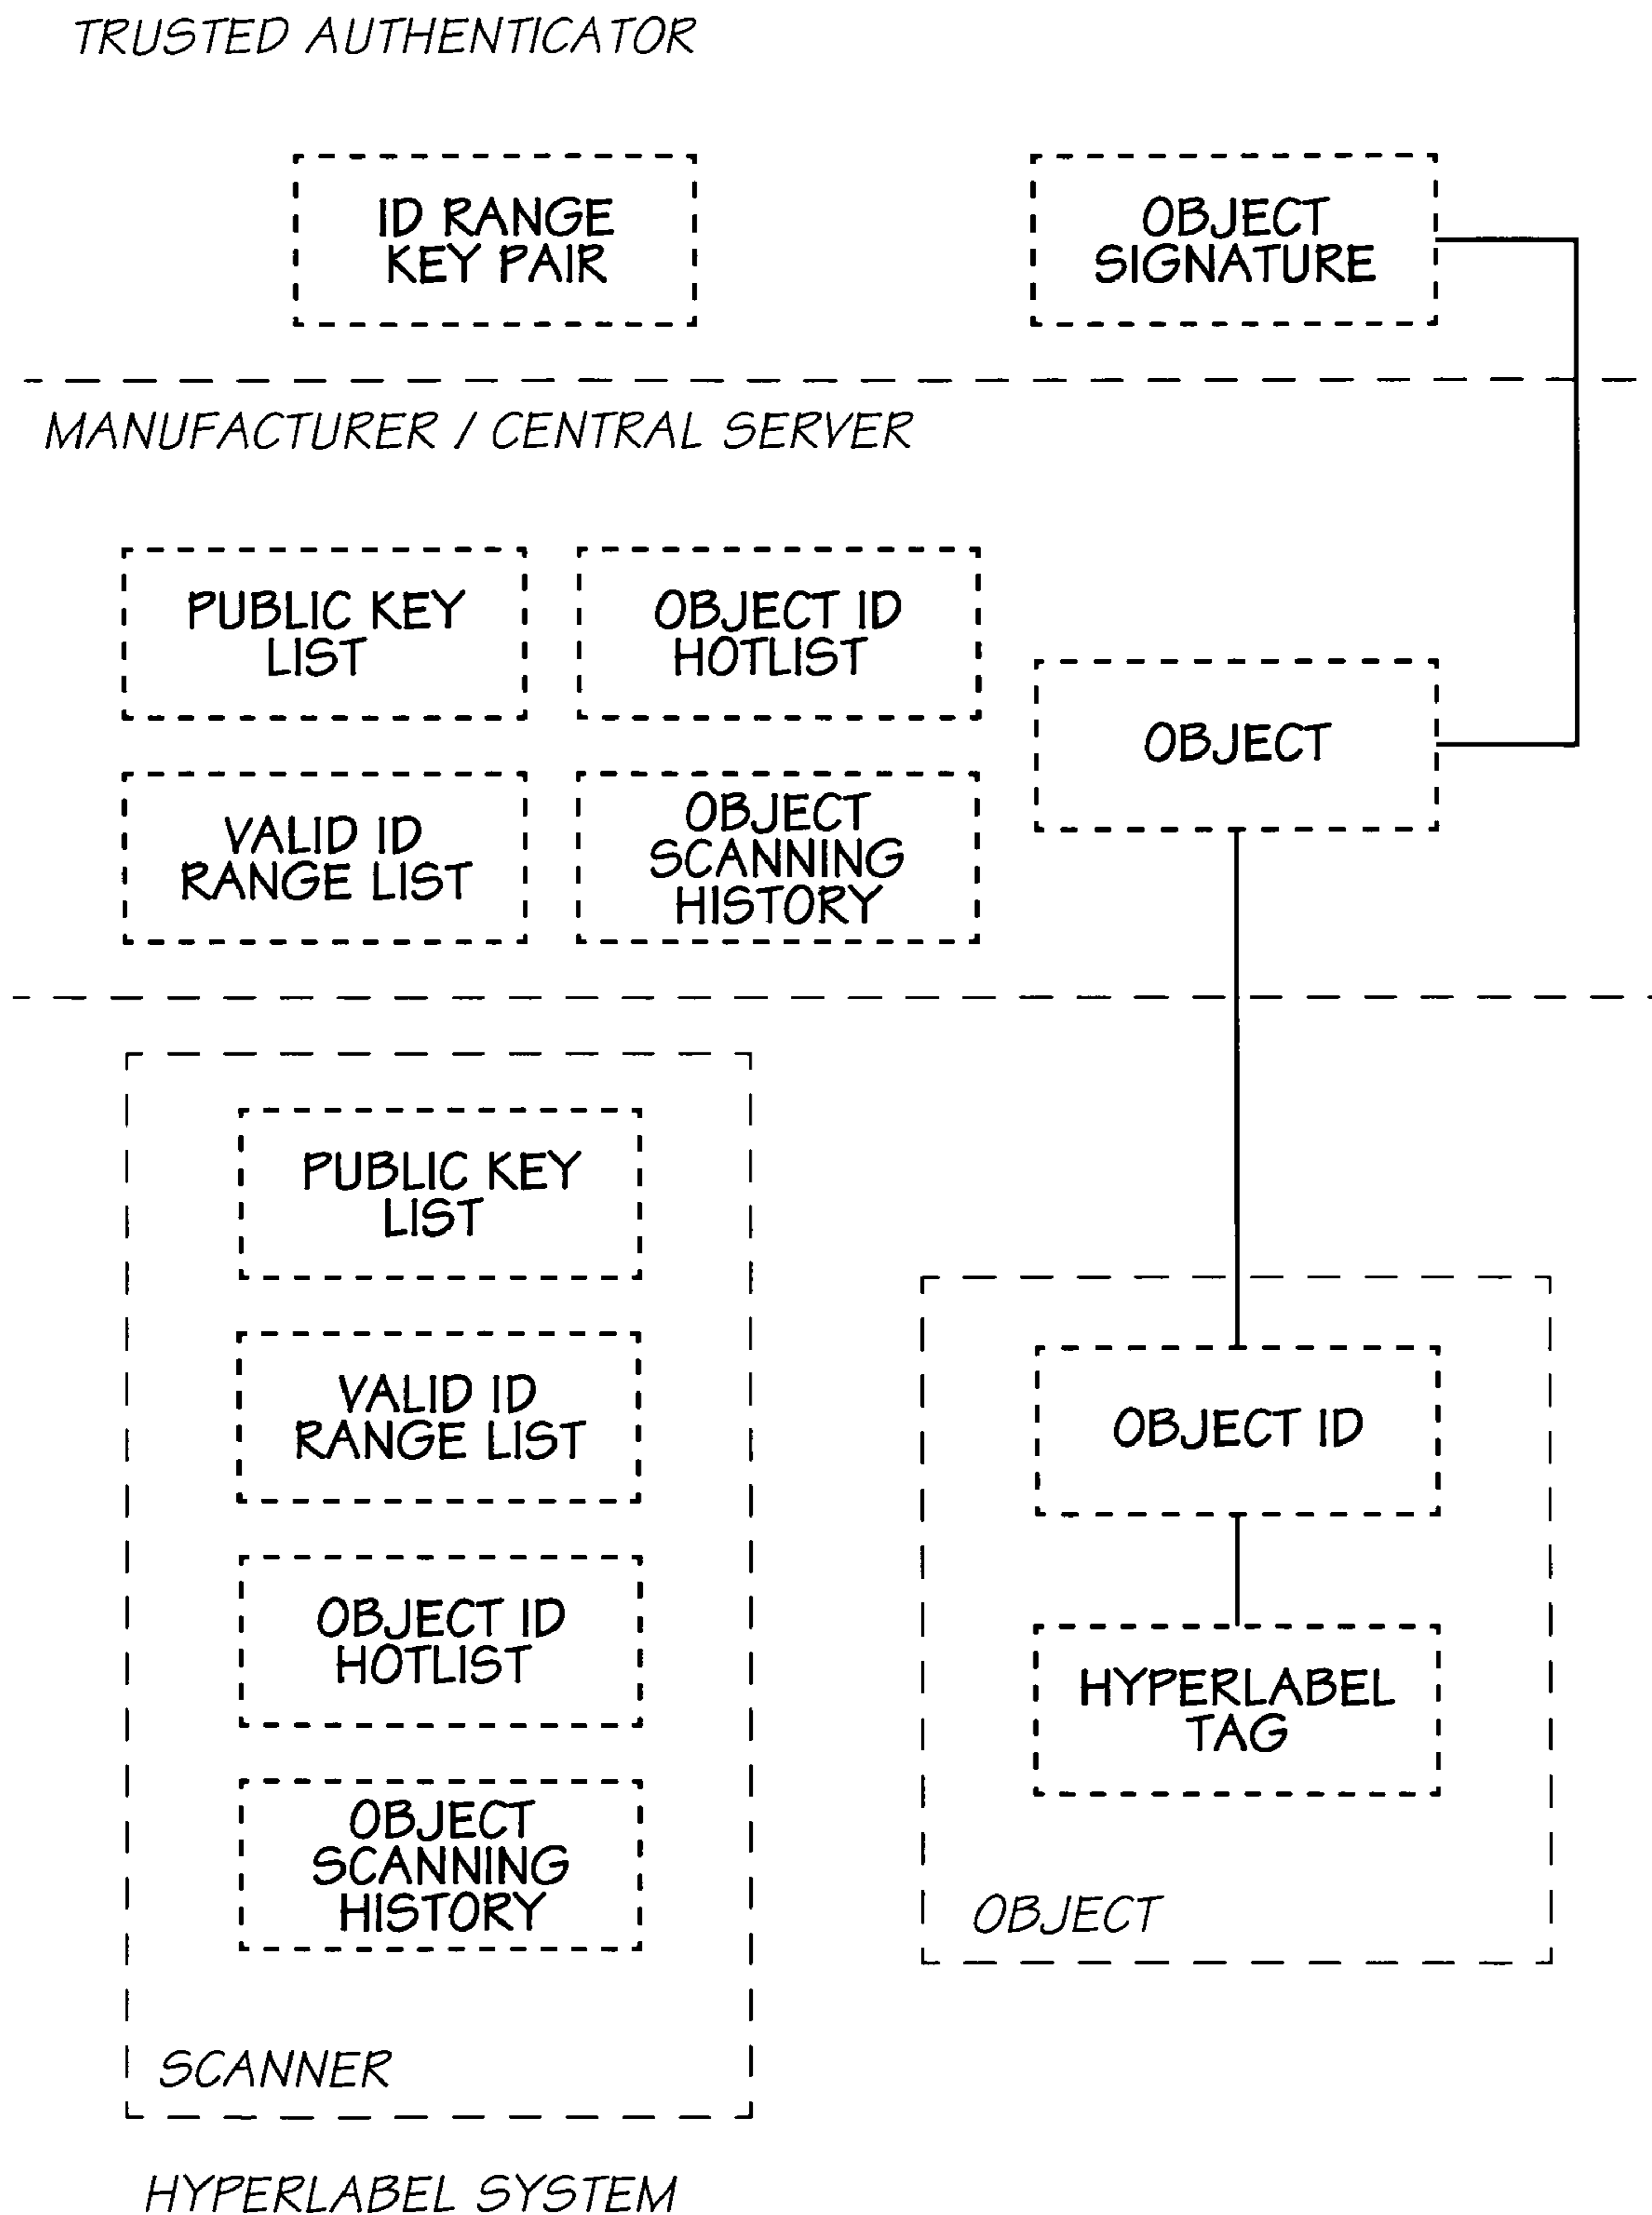 TRUSTED AUTHENTICATOR
ID RANGE
KEY PAIR
OBJECT
SIGNATURE
MANUFACTURER / CENTRAL SERVER
PUBLIC KEY
LIST
OBJECT ID
HOTLIST
OBJECT
VALID ID
RANGE LIST
OBJECT
SCANNING
HISTORY
PUBLIC KEY
LIST
VALID ID
RANGE LIST
OBJECT ID
HOTLIST
OBJECT
SCANNING
HISTORY
SCANNER
OBJECT ID
HYPERLABEL
TAG
OBJECT
HYPERLABEL SYSTEM